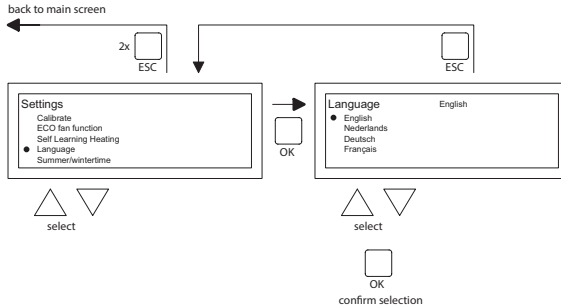 back to main screen
2x
ESC
ESC
Settings
Calibrate
ECO fan function
Self Learning Heating
Language
Summer/wintertime
OK
Language English
English
Nederlands
Deutsch
Français
select
select
OK
confirm selection